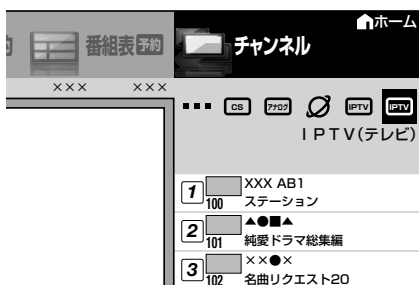 約
番組表 予約
チャンネル
ホーム
××× ×××
CS アナログ IPTV IPTV
IPTV(テレビ)
1 100 XXX AB1
ステーション
2 101 ▲●■▲
純愛ドラマ総集編
3 102 ××●×
名曲リクエスト20